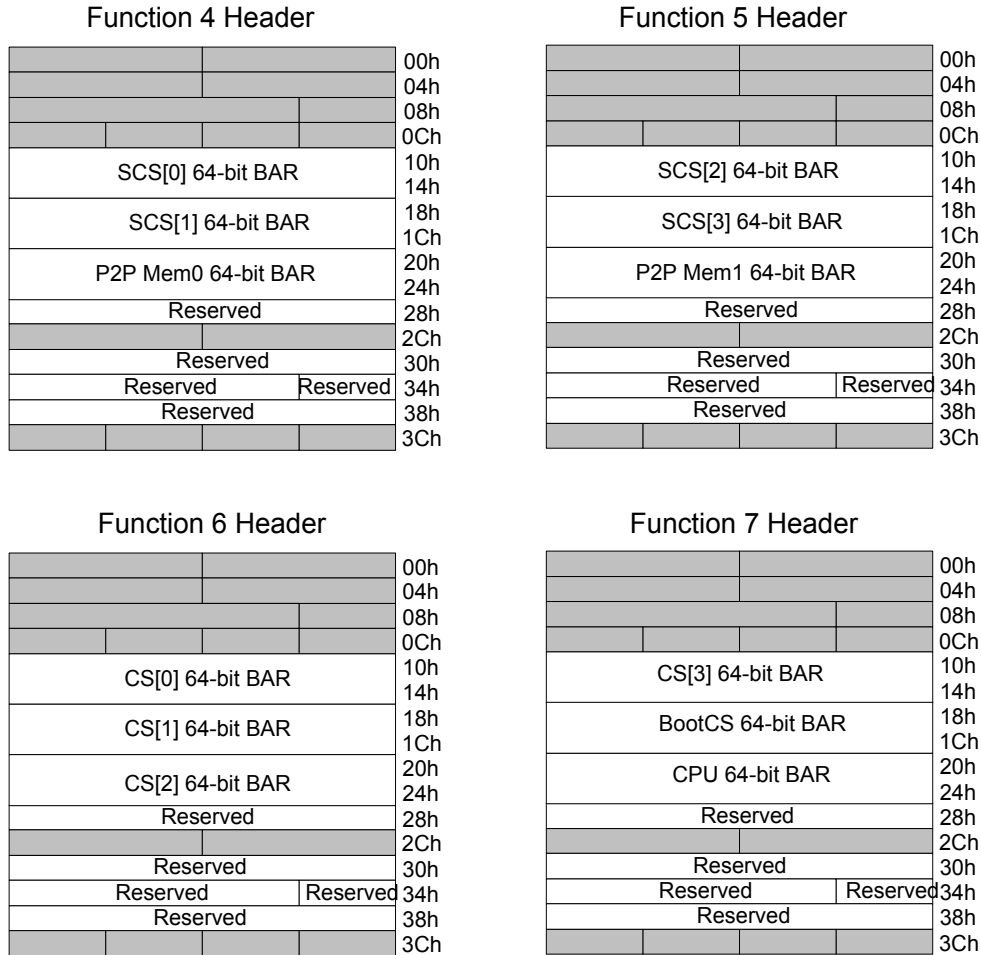 Function 4 Header
00h
04h
08h
0Ch
SCS[0] 64-bit BAR
10h
14h
SCS[1] 64-bit BAR
18h
1Ch
P2P Mem0 64-bit BAR
20h
24h
Reserved 28h
2Ch
Reserved 30h
Reserved Reserved 34h
Reserved 38h
3Ch
Function 5 Header
00h
04h
08h
0Ch
SCS[2] 64-bit BAR
10h
14h
SCS[3] 64-bit BAR
18h
1Ch
P2P Mem1 64-bit BAR
20h
24h
Reserved 28h
2Ch
Reserved 30h
Reserved Reserved 34h
Reserved 38h
3Ch
Function 6 Header
00h
04h
08h
0Ch
CS[0] 64-bit BAR
10h
14h
CS[1] 64-bit BAR
18h
1Ch
CS[2] 64-bit BAR
20h
24h
Reserved 28h
2Ch
Reserved 30h
Reserved Reserved 34h
Reserved 38h
3Ch
Function 7 Header
00h
04h
08h
0Ch
CS[3] 64-bit BAR
10h
14h
BootCS 64-bit BAR
18h
1Ch
CPU 64-bit BAR
20h
24h
Reserved 28h
2Ch
Reserved 30h
Reserved Reserved 34h
Reserved 38h
3Ch